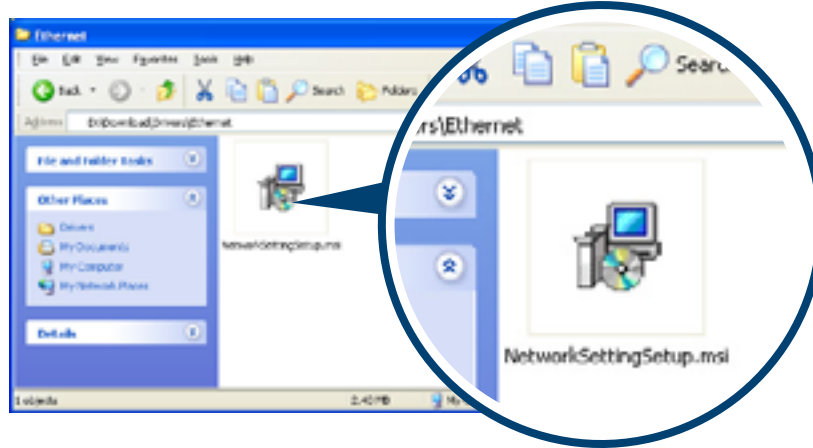 Ethernet
File Edit View Favorites Tools Help
Back Search Folders
Address D:\Download\Drivers\Ethernet
File and Folder Tasks
Other Places
Drivers
My Documents
My Computer
My Network Places
Details
NetworkSettingSetup.msi
1 objects 2.40 MB My
Sear
rs\Ethernet
NetworkSettingSetup.msi